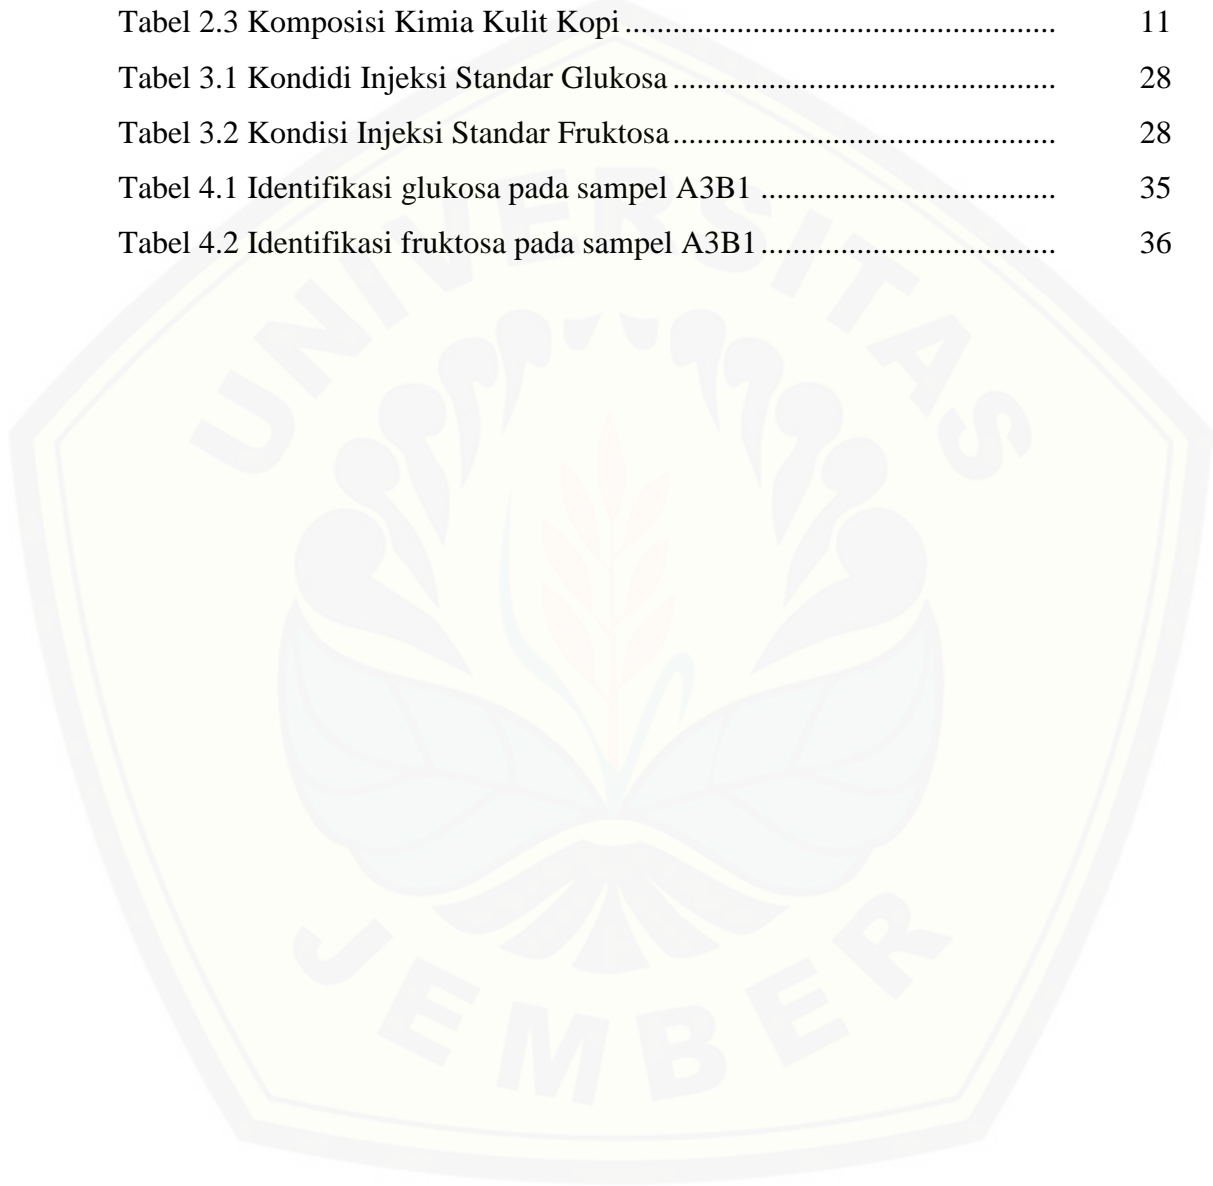 Tabel 2.3 Komposisi Kimia Kulit Kopi ...................................................... 11
Tabel 3.1 Kondidi Injeksi Standar Glukosa ................................................ 28
Tabel 3.2 Kondisi Injeksi Standar Fruktosa ................................................ 28
Tabel 4.1 Identifikasi glukosa pada sampel A3B1 ..................................... 35
Tabel 4.2 Identifikasi fruktosa pada sampel A3B1 ..................................... 36
UNIVERSITAS
JEMBER